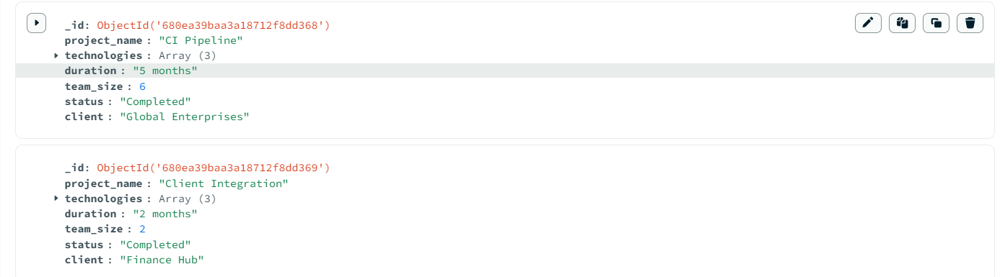 _id: ObjectId('680ea39baa3a18712f8dd368')
project_name : "CI Pipeline"
technologies : Array (3)
duration : "5 months"
team_size : 6
status : "Completed"
client : "Global Enterprises"
_id: ObjectId('680ea39baa3a18712f8dd369')
project_name : "Client Integration"
technologies : Array (3)
duration : "2 months"
team_size : 2
status : "Completed"
client : "Finance Hub"